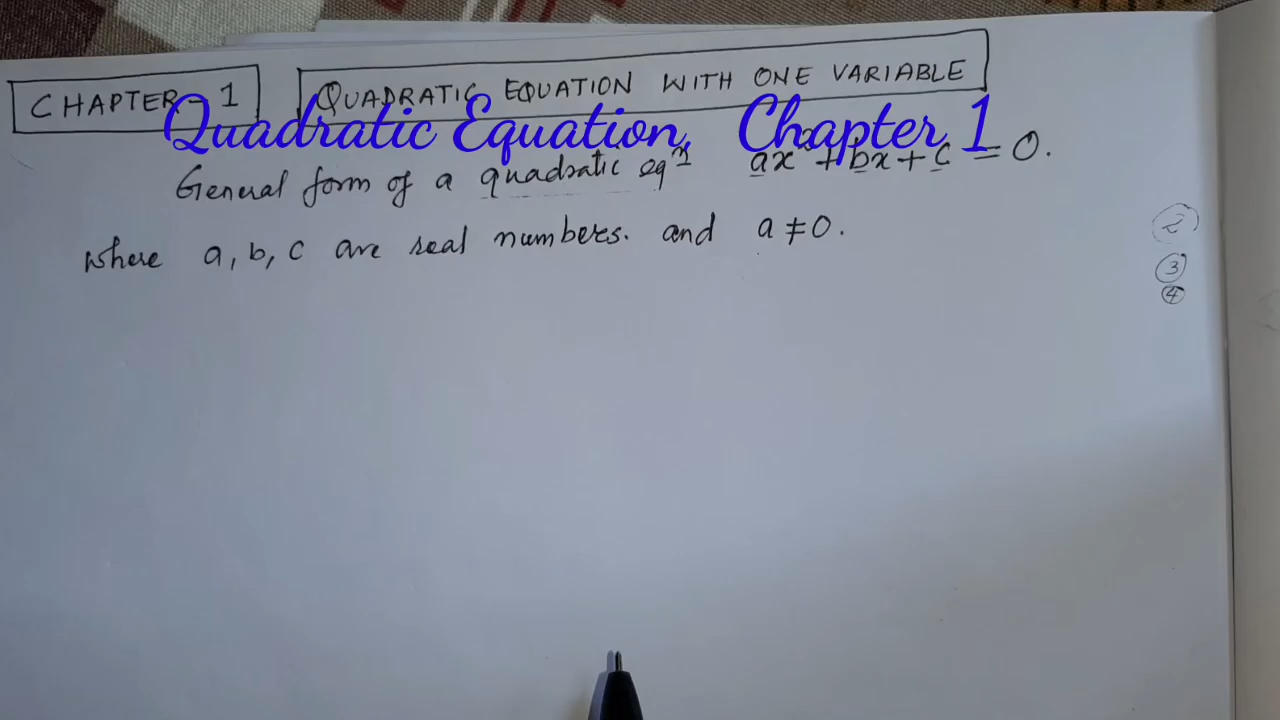 CHAPTER - 1 QUADRATIC EQUATION WITH ONE VARIABLE
Quadratic Equation, Chapter 1
General form of a quadratic eqⁿ ax²+bx+c = 0.
where a, b, c are real numbers. and a ≠ 0.
3
4